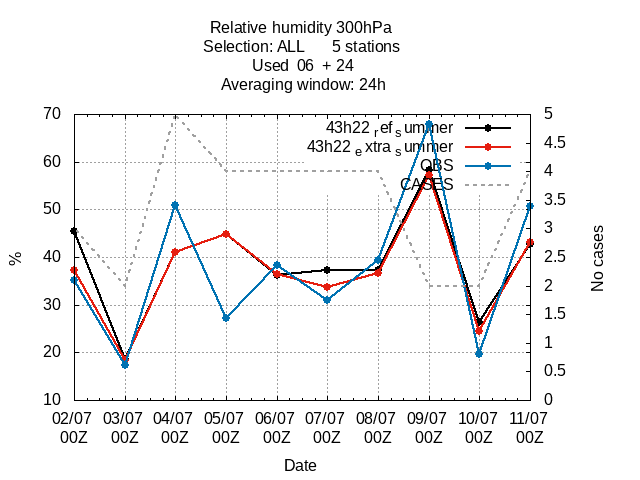 Relative humidity 300hPa
Selection: ALL 5 stations
Used 06 + 24
Averaging window: 24h
70 5
43h22 ref summer
4.5
43h22 extra summer
60 OBS 4
CASES
3.5
50 3
% 40 2.5 No cases
30 2
1.5
20 1
0.5
10 0
02/07 03/07 04/07 05/07 06/07 07/07 08/07 09/07 10/07 11/07
00Z 00Z 00Z 00Z 00Z 00Z 00Z 00Z 00Z 00Z
Date